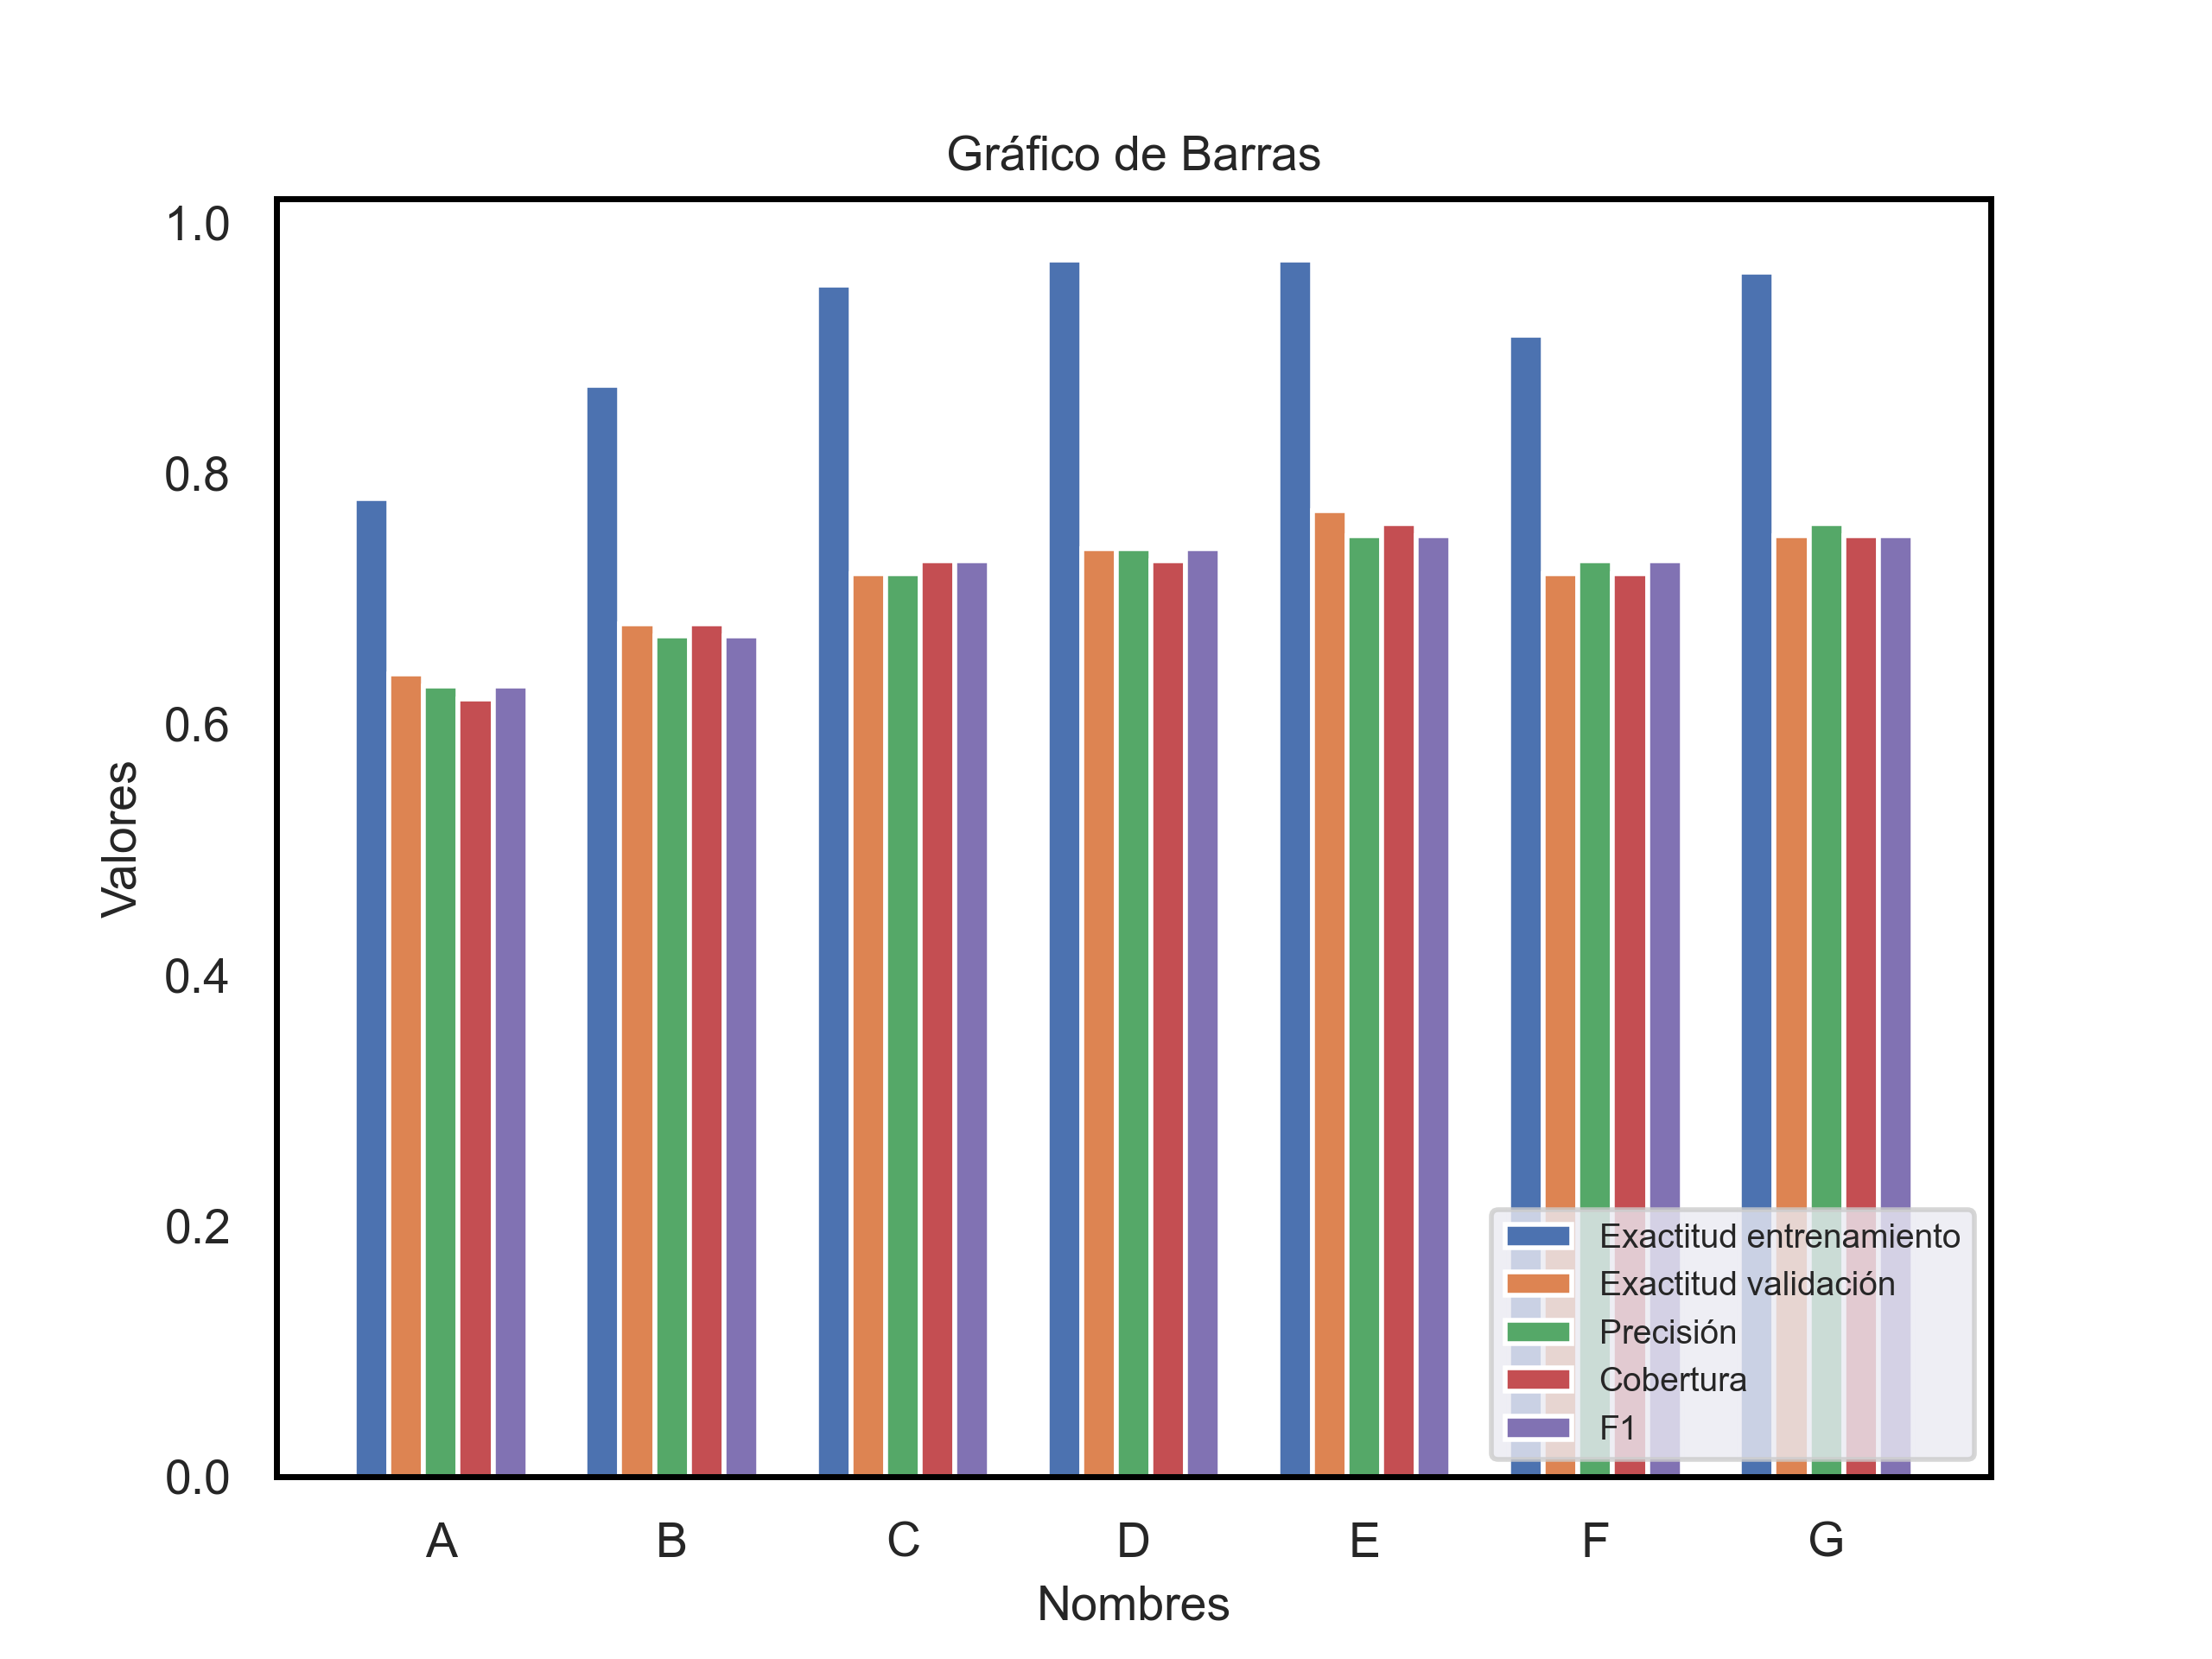 Gráfico de Barras
1.0
0.8
0.6
0.4
0.2
0.0
Valores
A B C D E F G
Nombres
Exactitud entrenamiento
Exactitud validación
Precisión
Cobertura
F1